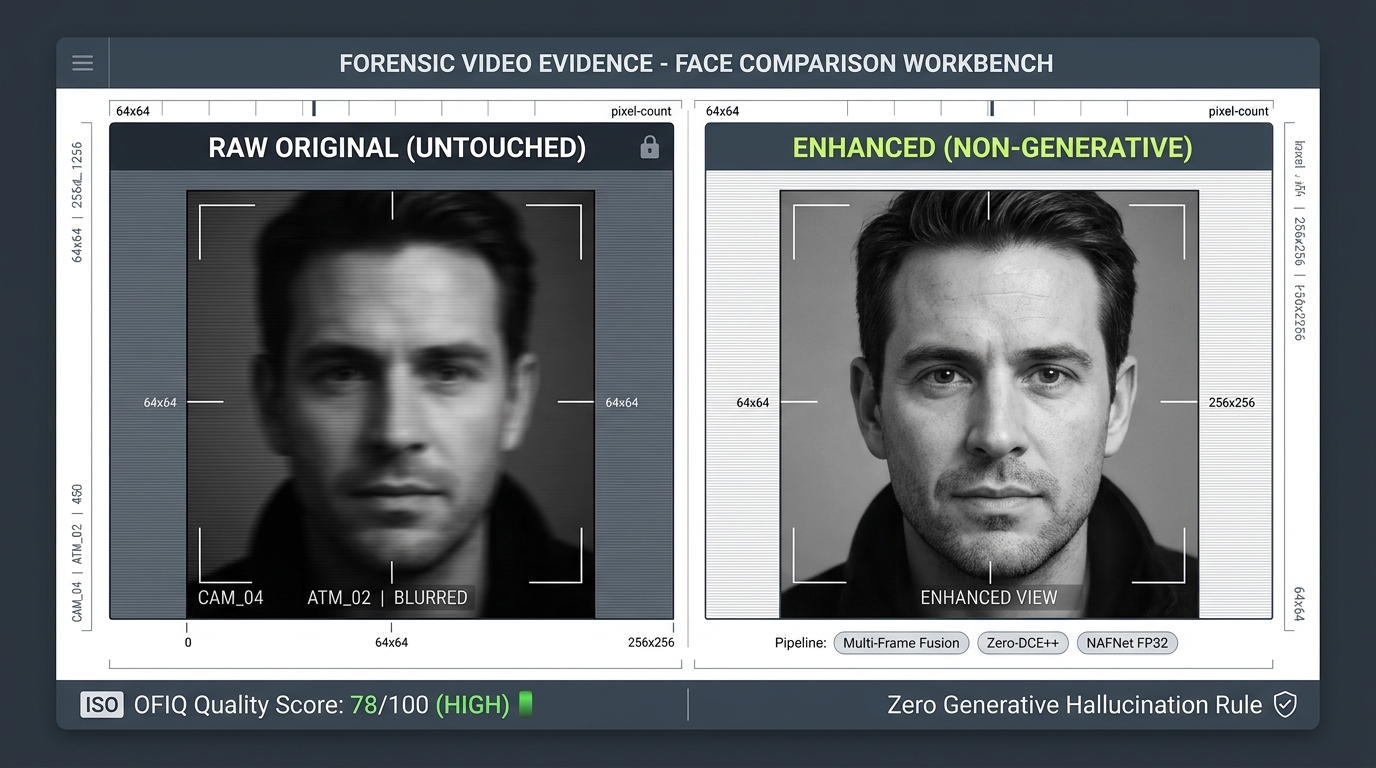 FORENSIC VIDEO EVIDENCE - FACE COMPARISON WORKBENCH
64x64
pixel-count
RAW ORIGINAL (UNTOUCHED)
64x64
64x64
CAM_04 ATM_02 | BLURRED
0 64x64 256x256
CAM_04 | ATM_02 | 450
64x64 |
64x64
pixel-count
ENHANCED (NON-GENERATIVE)
64x64
256x256
ENHANCED VIEW
Pipeline: Multi-Frame Fusion Zero-DCE++ NAFNet FP32
| 256x256 |
64x64
ISO OFIQ Quality Score: 78/100 (HIGH)
Zero Generative Hallucination Rule